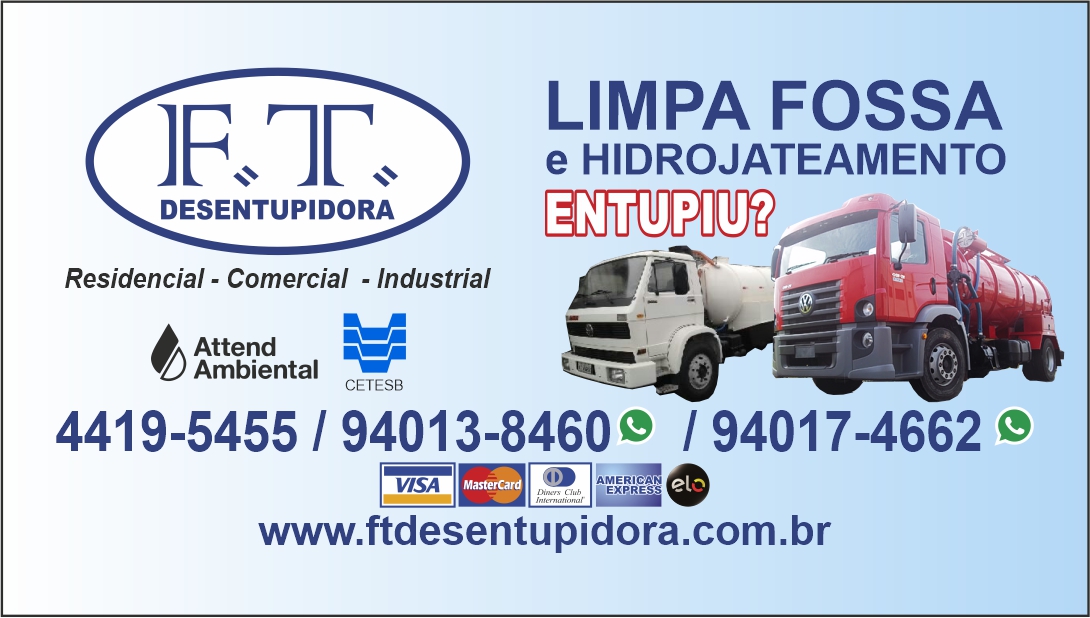 F. T.
DESENTUPIDORA
Residencial - Comercial - Industrial
Attend
Ambiental
CETESB
LIMPA FOSSA
e HIDROJATEAMENTO
ENTUPIU?
4419-5455 / 94013-8460 / 94017-4662
VISA
MasterCard
Diners Club
International
AMERICAN
EXPRESS
elo
www.ftdesentupidora.com.br